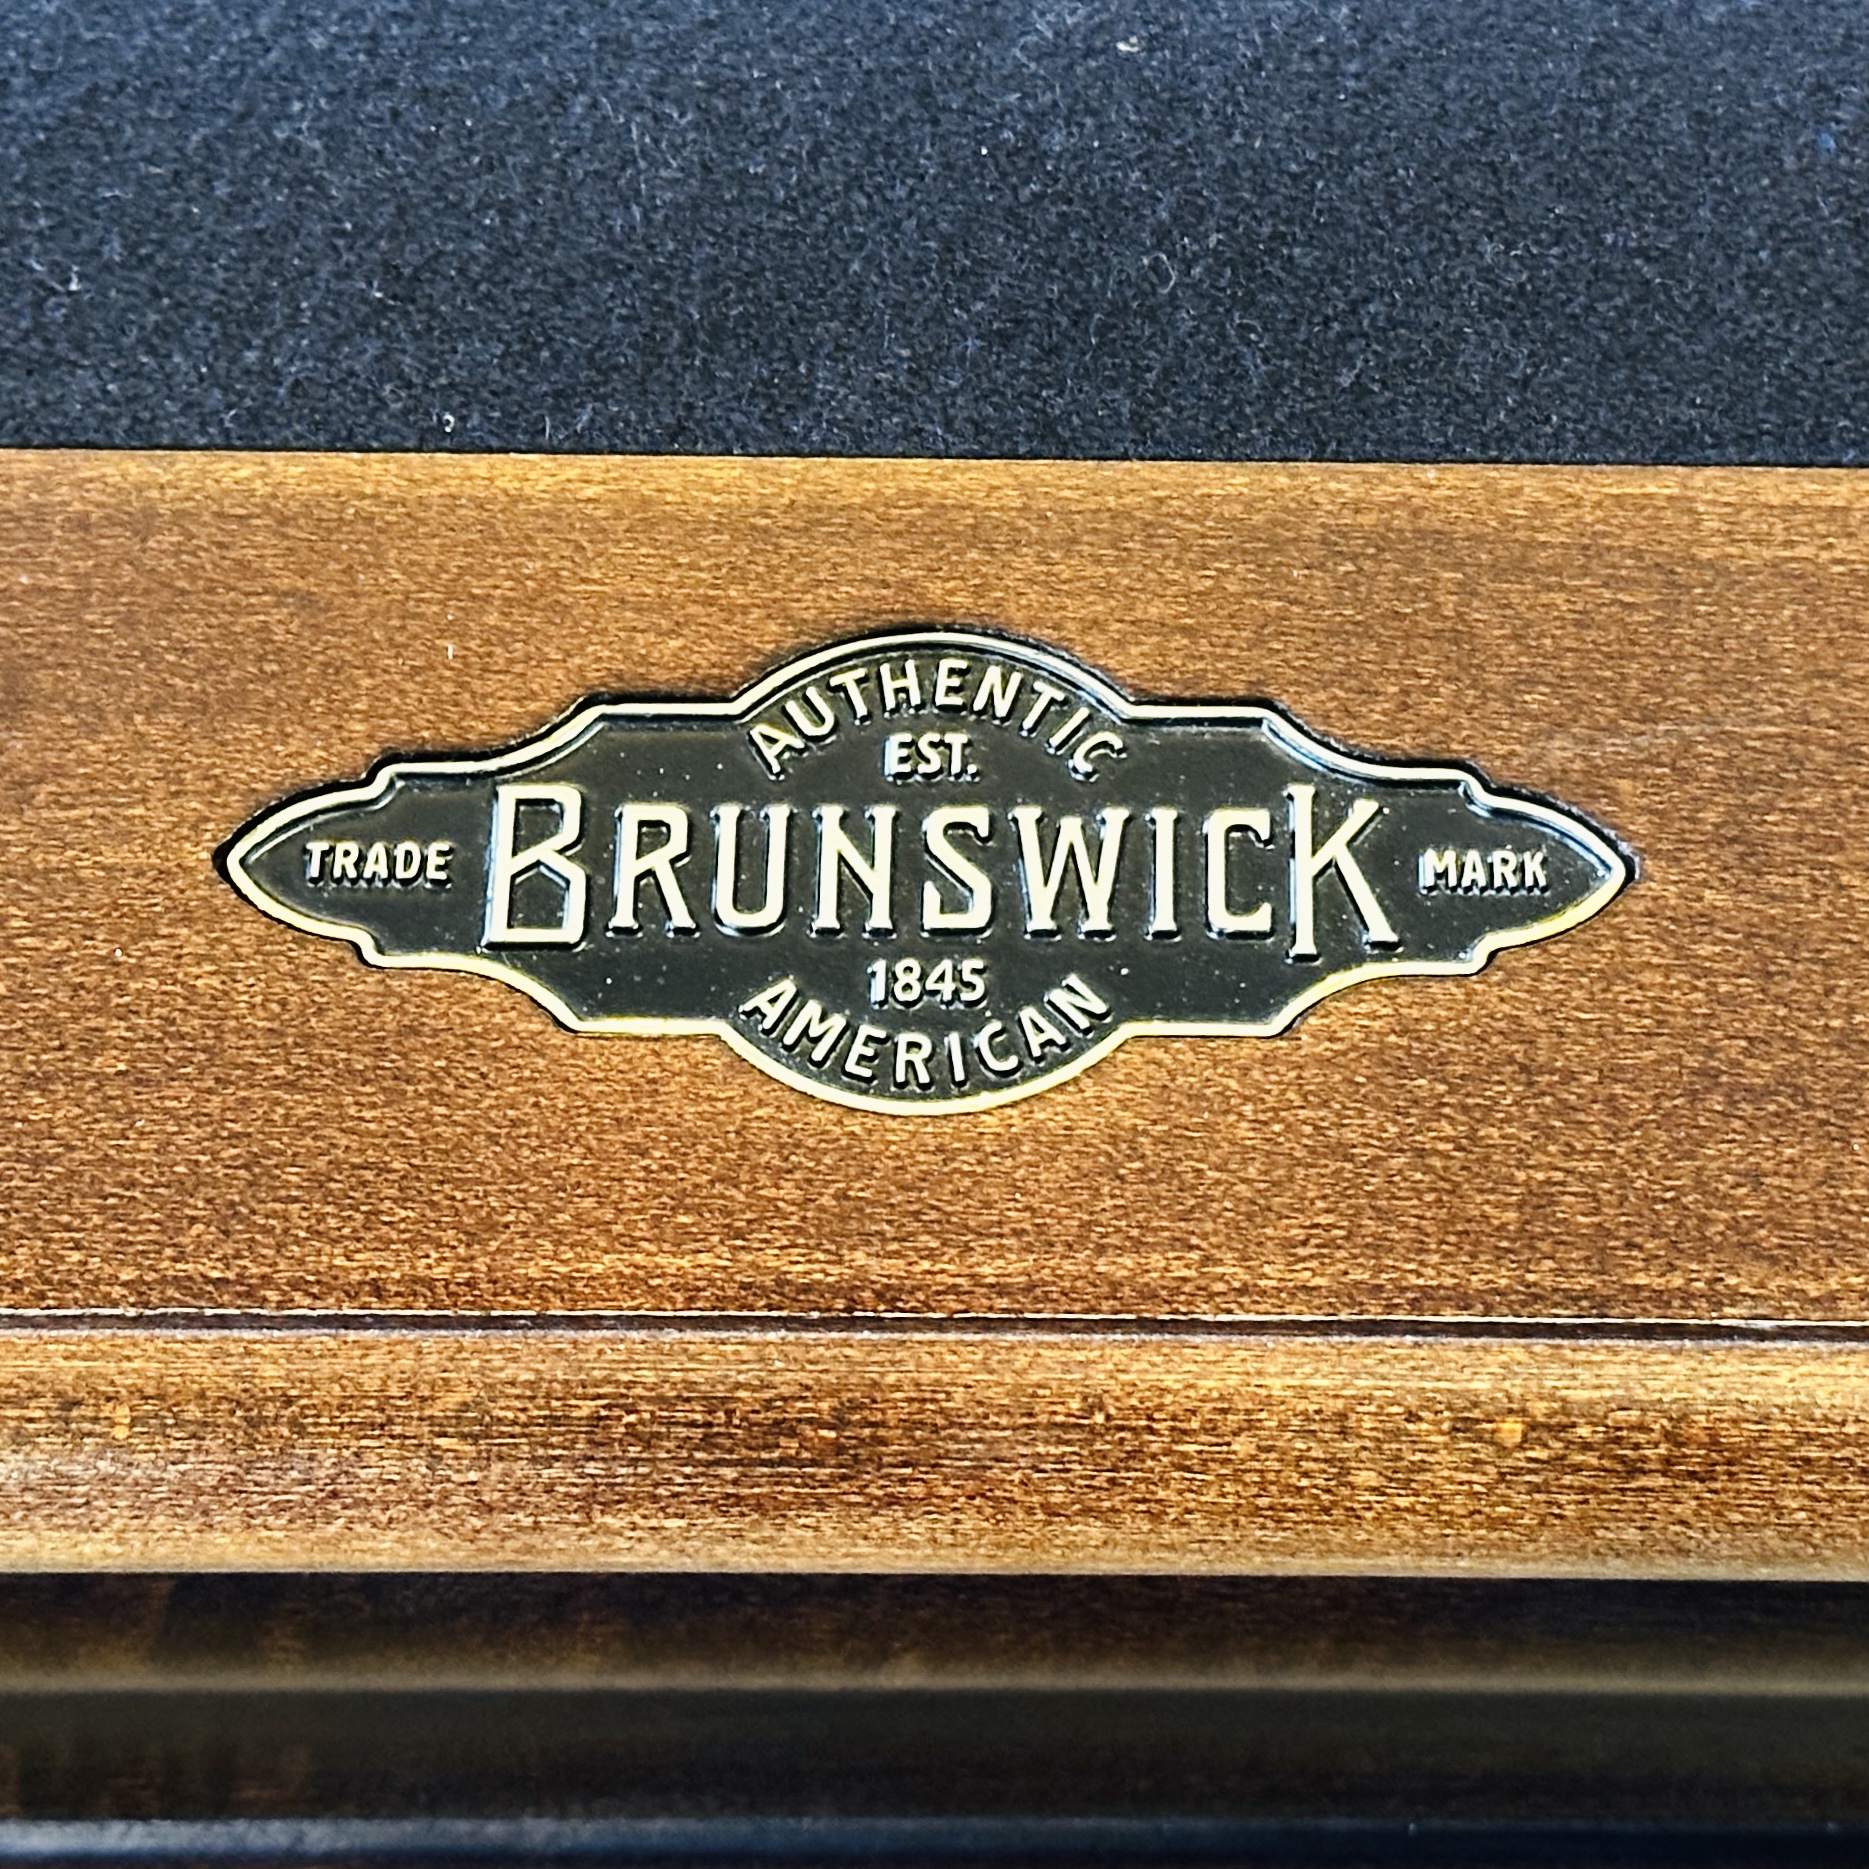 AUTHENTIC
EST.
TRADE BRUNSWICK MARK
1845
AMERICAN